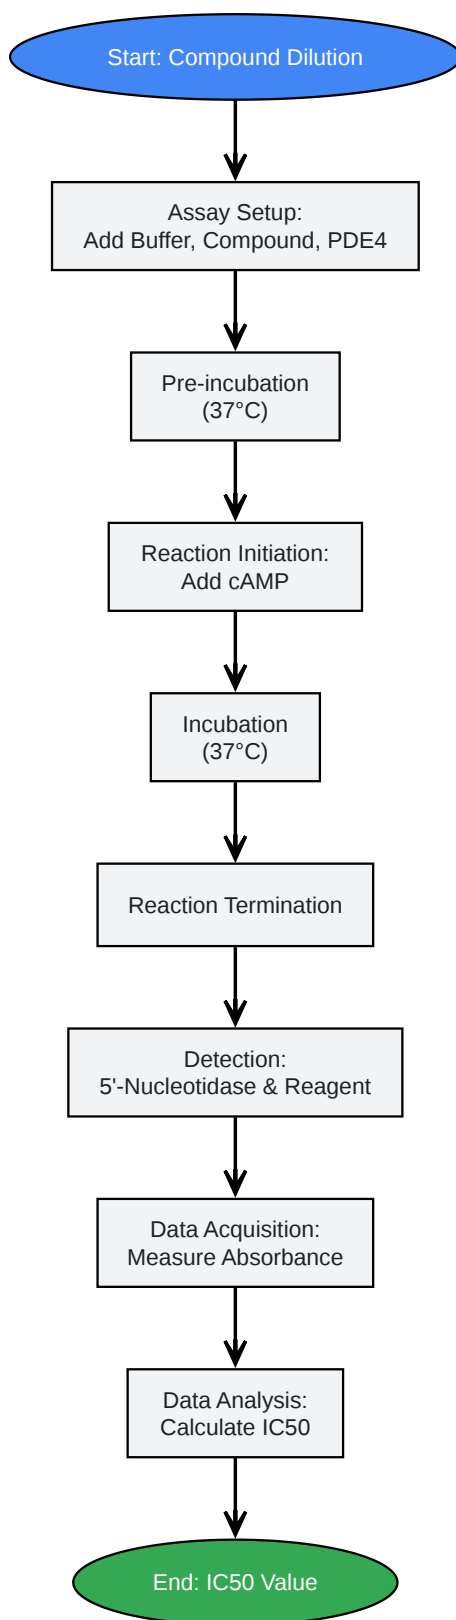 Start: Compound Dilution
Assay Setup:
Add Buffer, Compound, PDE4
Pre-incubation
(37°C)
Reaction Initiation:
Add cAMP
Incubation
(37°C)
Reaction Termination
Detection:
5'-Nucleotidase & Reagent
Data Acquisition:
Measure Absorbance
Data Analysis:
Calculate IC50
End: IC50 Value